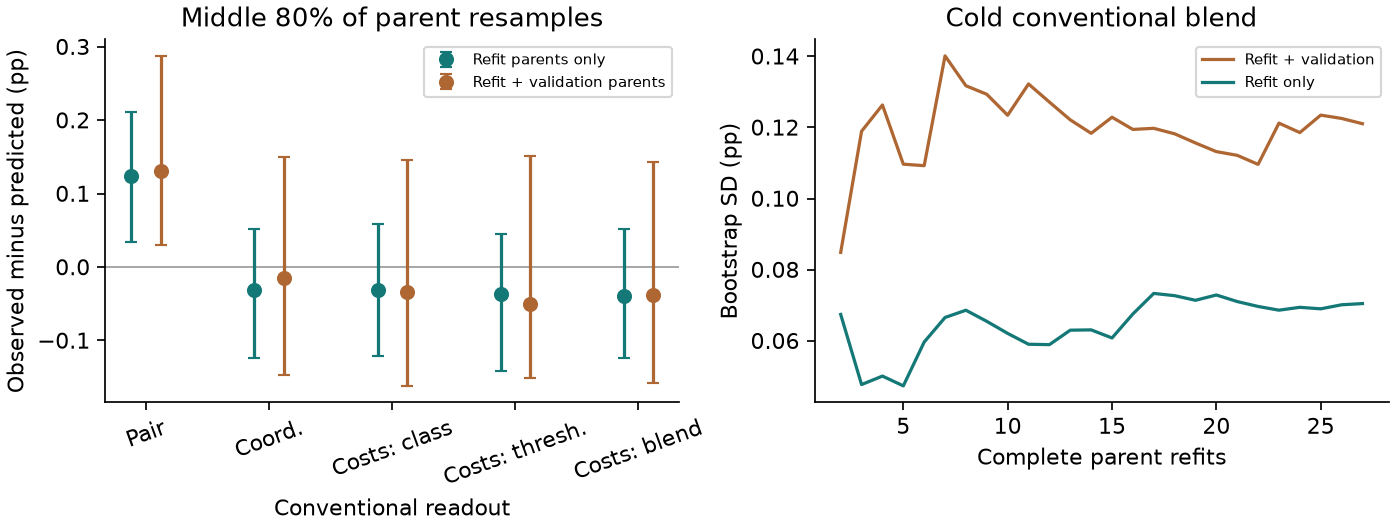 Middle 80% of parent resamples
Observed minus predicted (pp)
0.3
0.2
0.1
0.0
−0.1
Refit parents only
Refit + validation parents
Pair
Coord.
Costs: class
Costs: thresh.
Costs: blend
Conventional readout
Cold conventional blend
Bootstrap SD (pp)
0.14
0.12
0.10
0.08
0.06
Refit + validation
Refit only
5
10
15
20
25
Complete parent refits